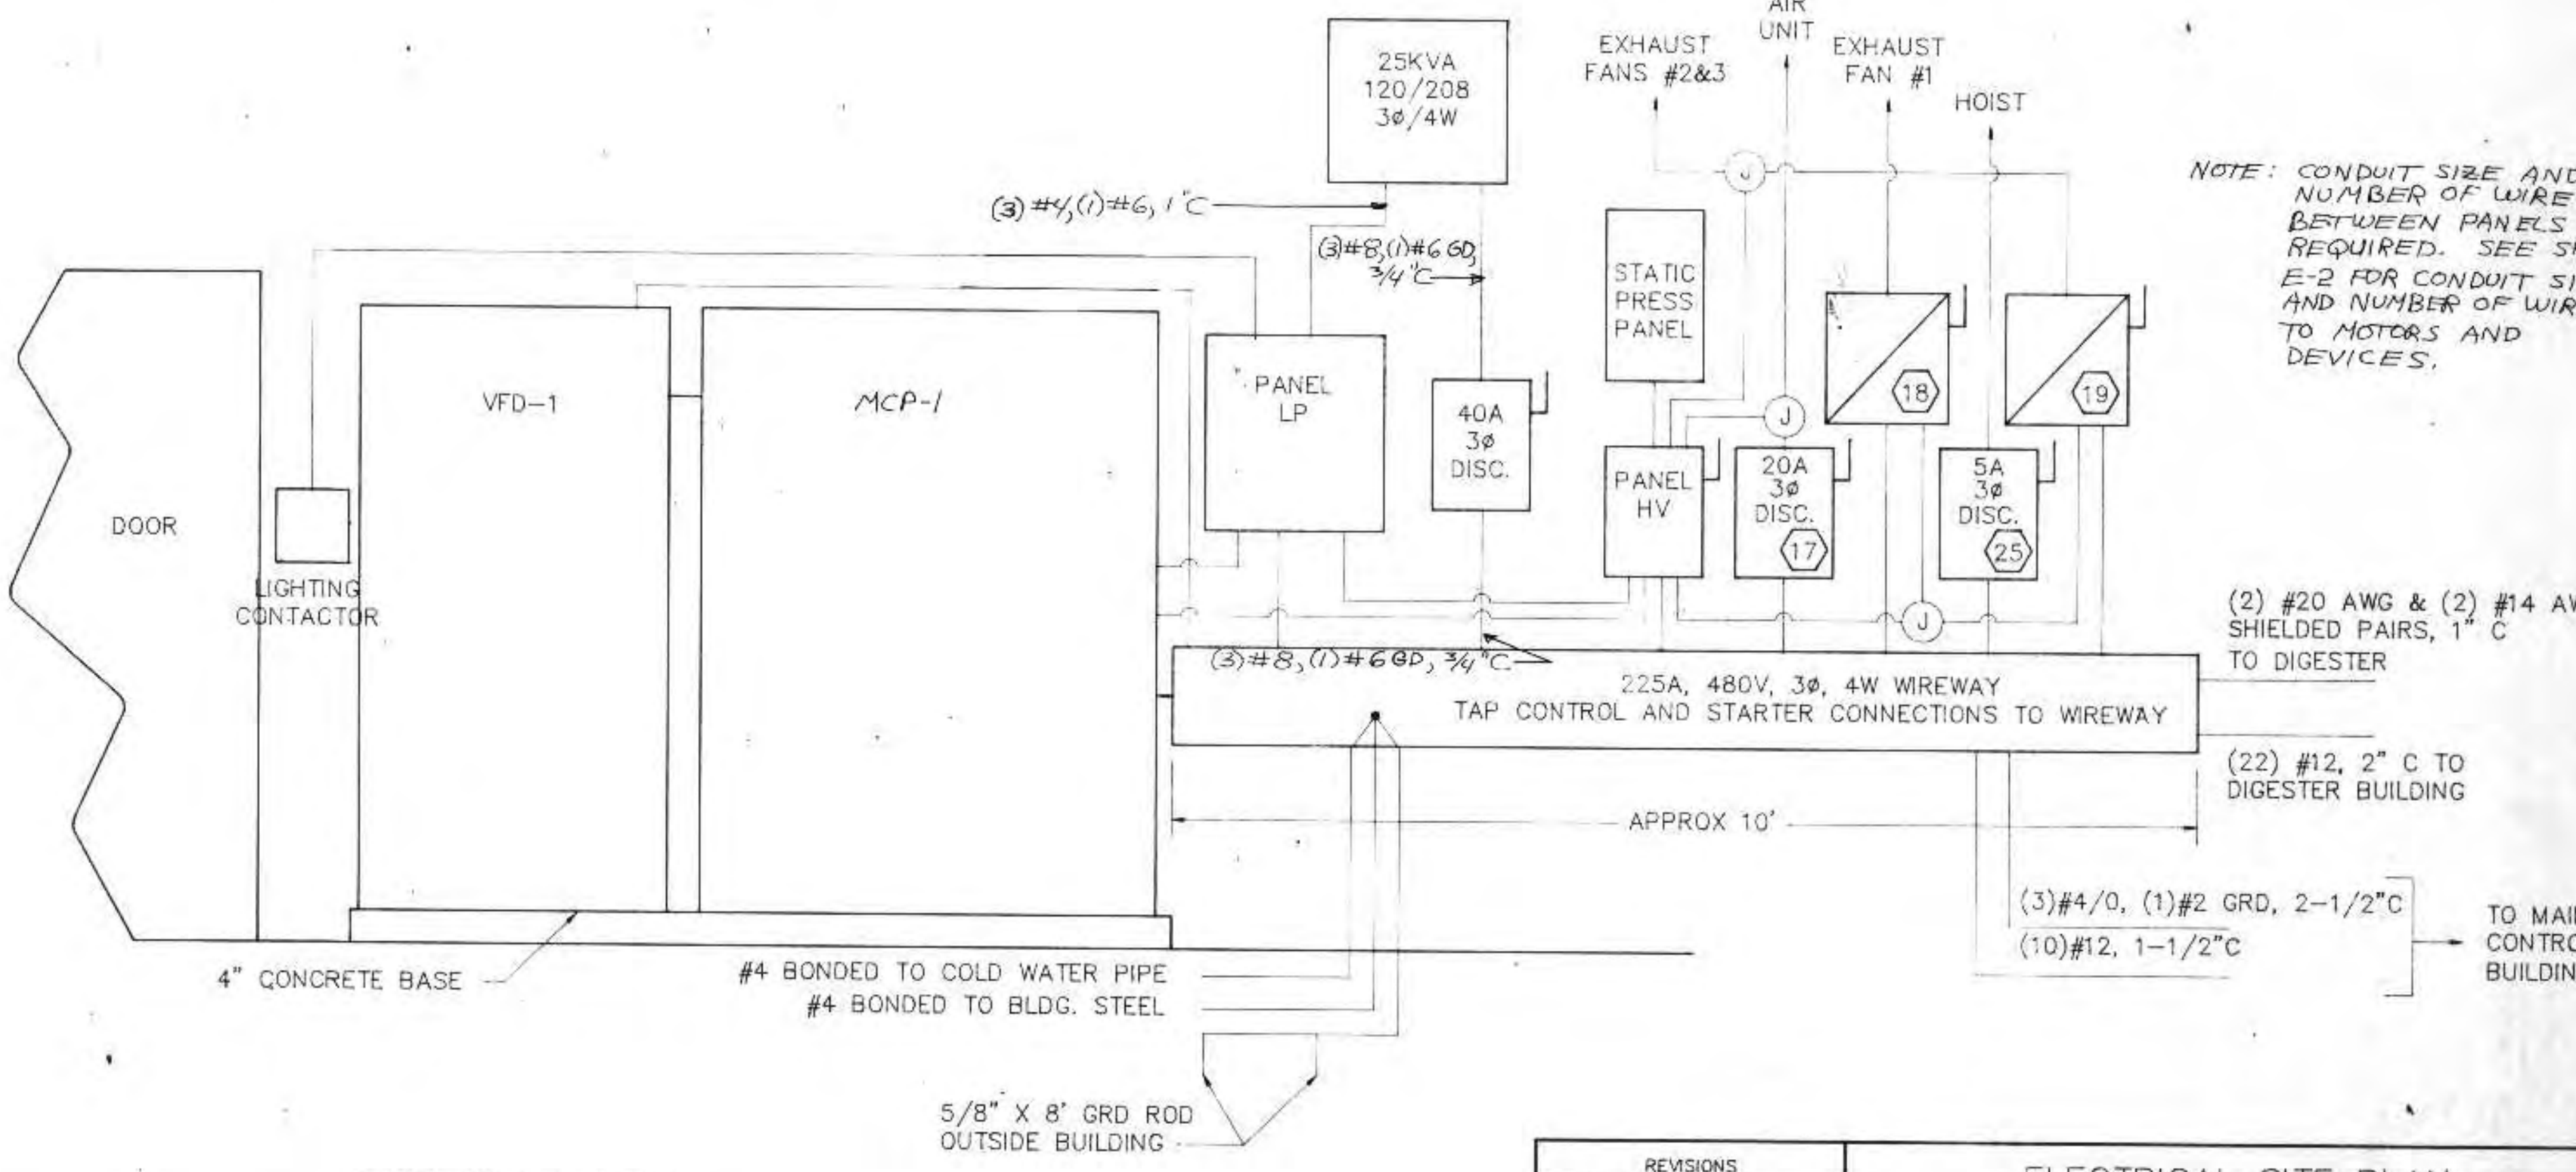 AIR
UNIT
EXHAUST
FANS #2&3
EXHAUST
FAN #1
HOIST
25KVA
120/208
3ø/4W
(3) #4,(1)#6, 1"C
(3)#8,(1)#6 GD,
3/4"C
NOTE: CONDUIT SIZE AND
NUMBER OF WIRE
BETWEEN PANELS
REQUIRED. SEE
E-2 FOR CONDUIT
AND NUMBER OF
TO MOTORS AND
DEVICES.
J
STATIC
PRESS
PANEL
VFD-1
MCP-1
PANEL
LP
40A
3ø
DISC.
J
18
19
PANEL
HV
20A
3ø
DISC.
17
5A
3ø
DISC.
25
DOOR
LIGHTING
CONTACTOR
J
(2) #20 AWG & (2) #14
SHIELDED PAIRS, 1" C
TO DIGESTER
(3)#8,(1)#6GD, 3/4"C
225A, 480V, 3ø, 4W WIREWAY
TAP CONTROL AND STARTER CONNECTIONS TO WIREWAY
(22) #12, 2" C TO
DIGESTER BUILDING
APPROX 10'
(3)#4/0, (1)#2 GRD, 2-1/2"C
(10)#12, 1-1/2"C
TO
4" CONCRETE BASE
#4 BONDED TO COLD WATER PIPE
#4 BONDED TO BLDG. STEEL
5/8" X 8' GRD ROD
OUTSIDE BUILDING
REVISIONS
ELECTRICAL SITE PLAN